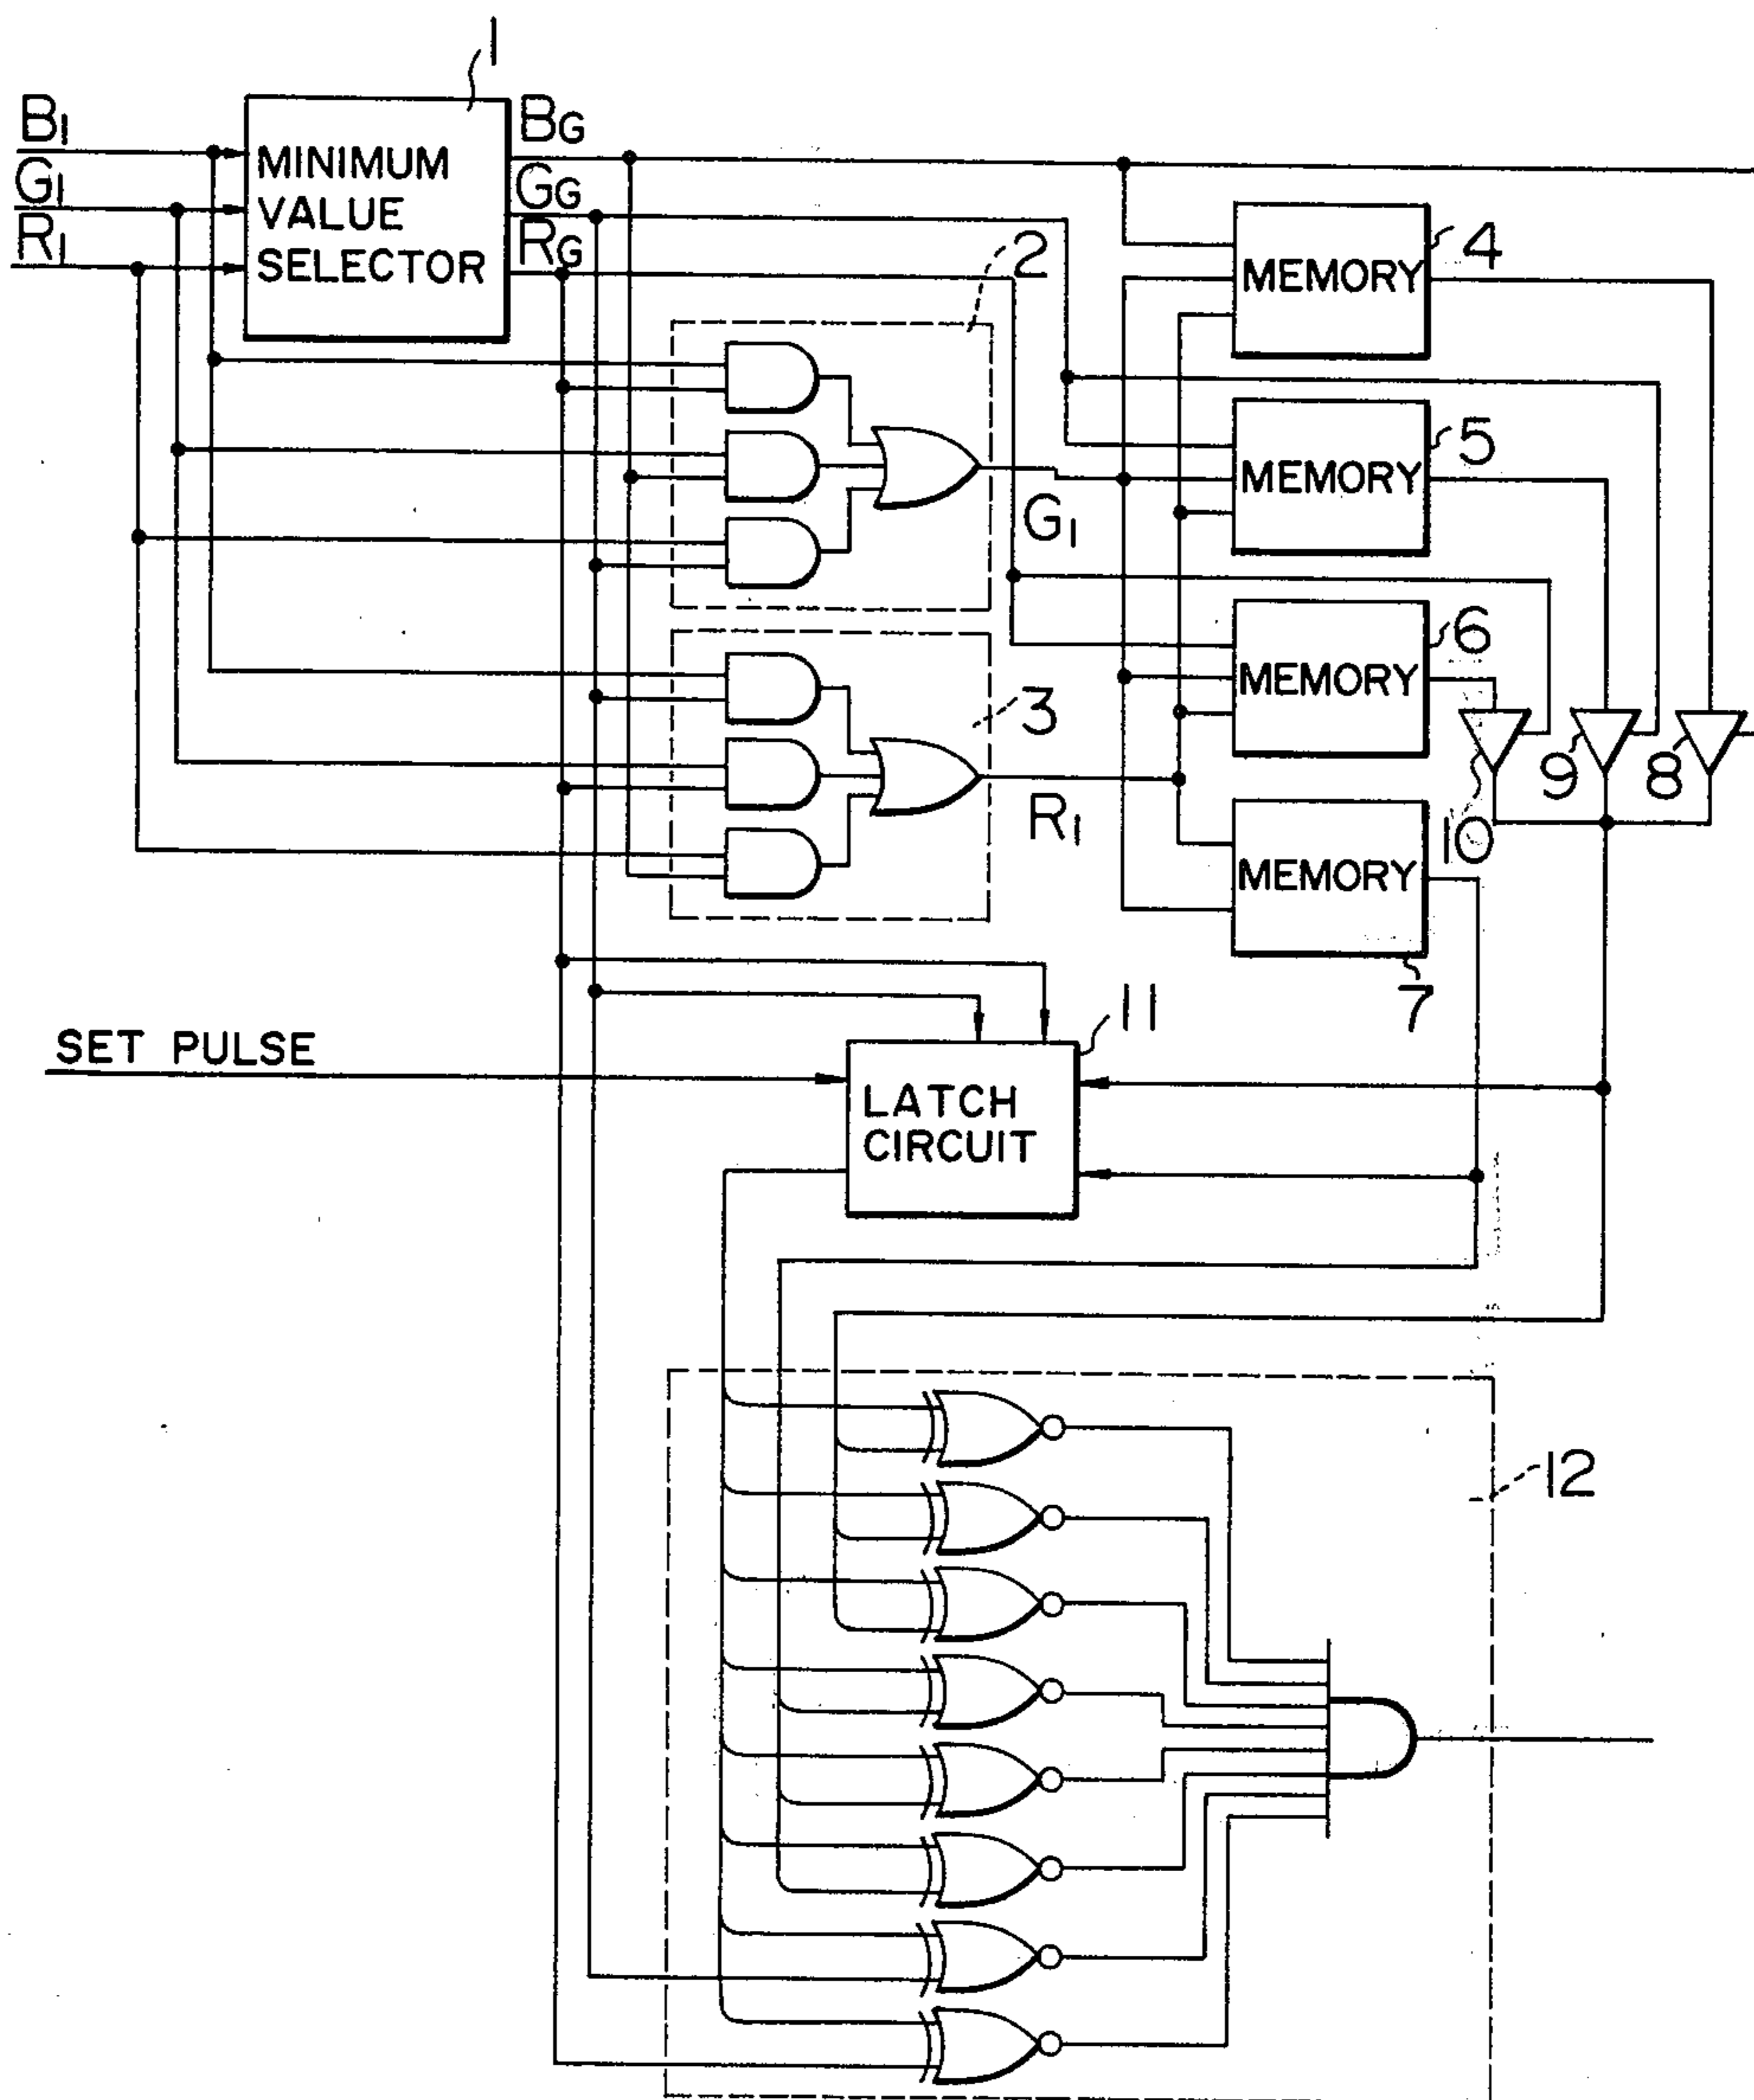 1
B1
G1
R1
MINIMUM
VALUE
SELECTOR
BG
GG
RG
2
MEMORY
4
MEMORY
5
G1
MEMORY
6
3
R1
10
9
8
MEMORY
7
SET PULSE
11
LATCH
CIRCUIT
12